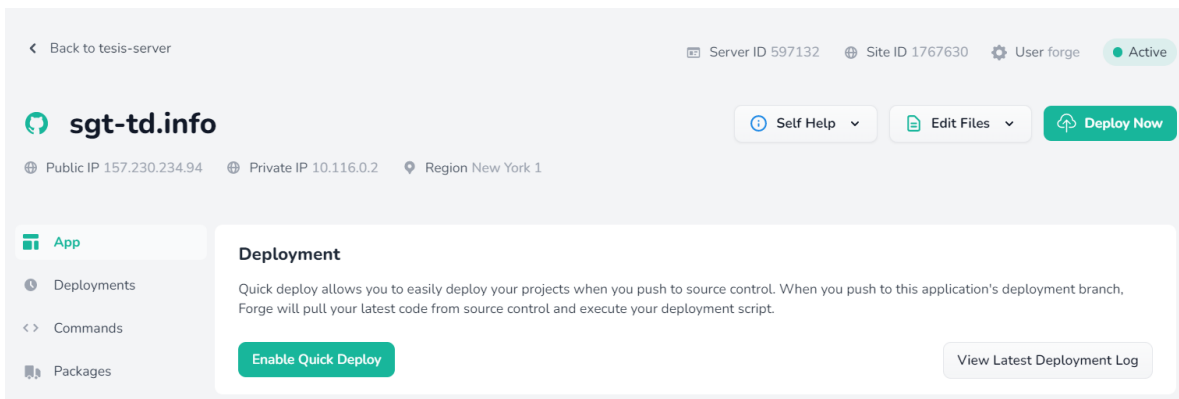 Back to tesis-server
Server ID 597132 Site ID 1767630 User forge Active
sgt-td.info
Self Help Edit Files Deploy Now
Public IP 157.230.234.94 Private IP 10.116.0.2 Region New York 1
App
Deployments
Commands
Packages
Deployment
Quick deploy allows you to easily deploy your projects when you push to source control. When you push to this application's deployment branch,
Forge will pull your latest code from source control and execute your deployment script.
Enable Quick Deploy View Latest Deployment Log